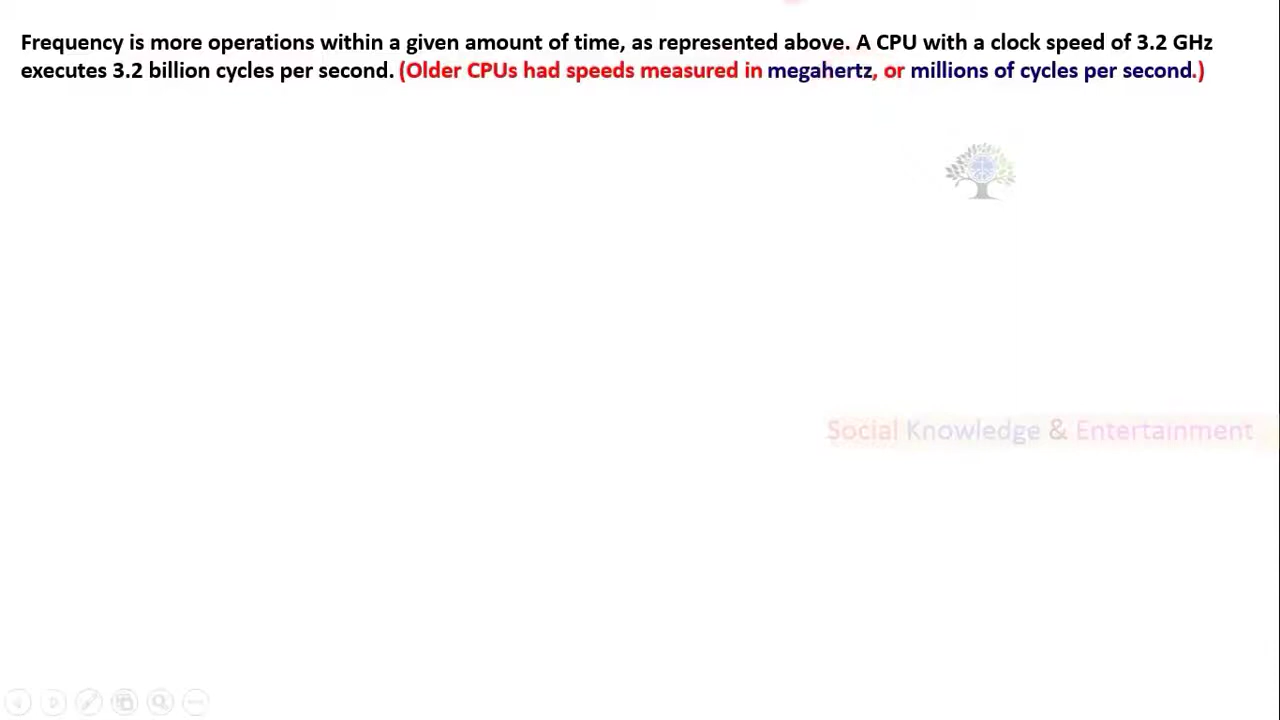 Frequency is more operations within a given amount of time, as represented above. A CPU with a clock speed of 3.2 GHz
executes 3.2 billion cycles per second. (Older CPUs had speeds measured in megahertz, or millions of cycles per second.)
Social Knowledge & Entertainment